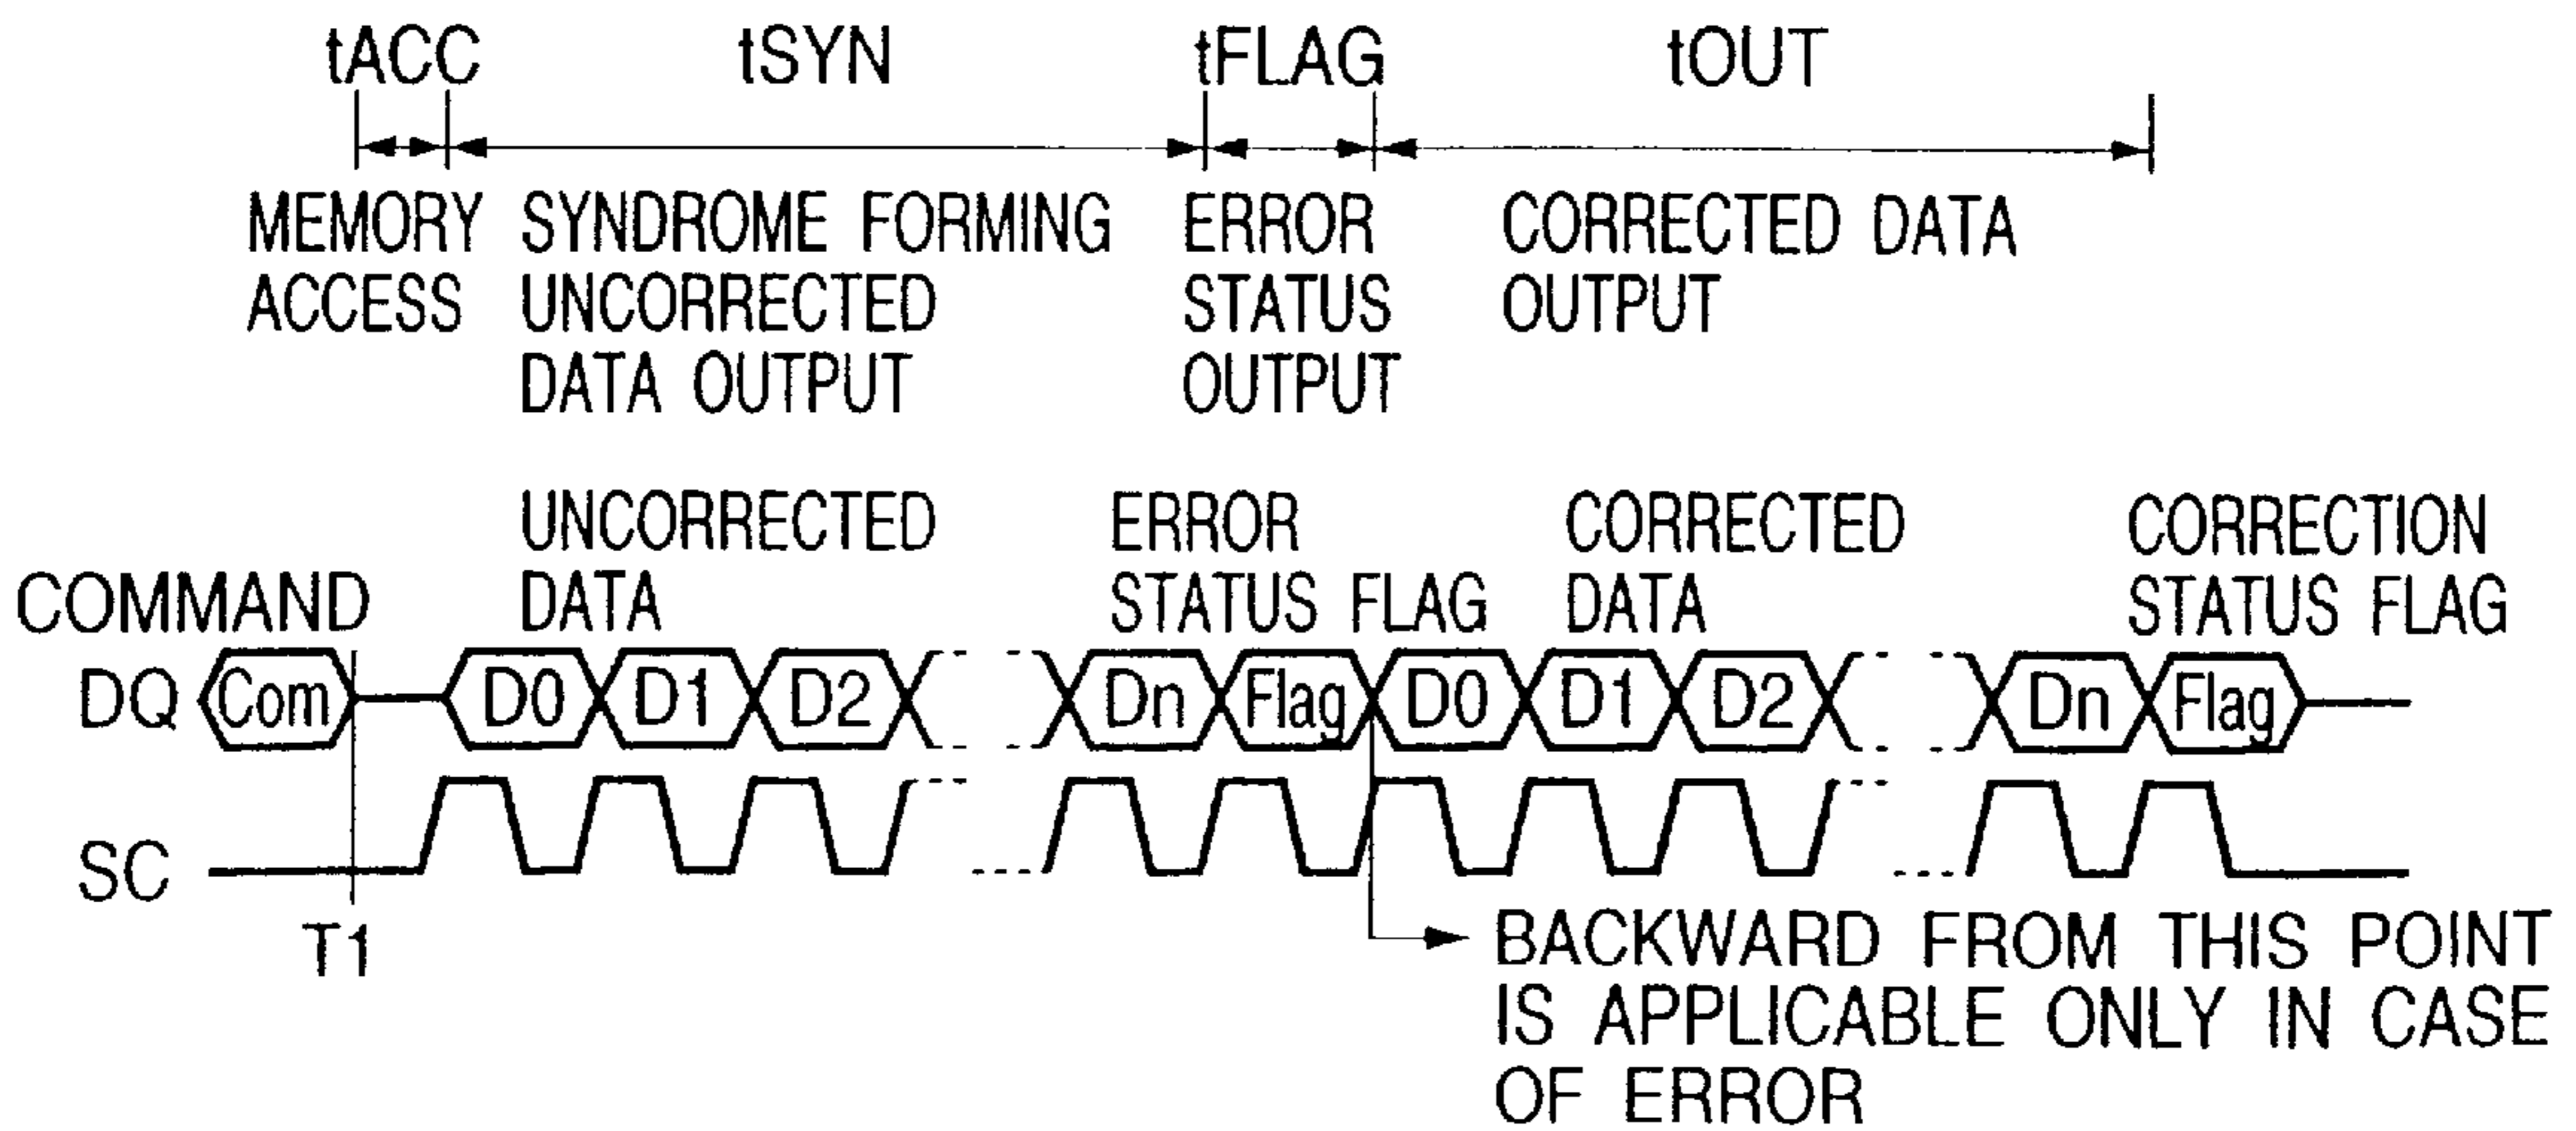 tACC tSYN tFLAG tOUT
MEMORY SYNDROME FORMING ERROR CORRECTED DATA
ACCESS UNCORRECTED STATUS OUTPUT
DATA OUTPUT OUTPUT
UNCORRECTED ERROR CORRECTED CORRECTION
COMMAND DATA STATUS FLAG DATA STATUS FLAG
DQ Com D0 D1 D2 Dn Flag D0 D1 D2 Dn Flag
SC
T1 BACKWARD FROM THIS POINT
IS APPLICABLE ONLY IN CASE
OF ERROR